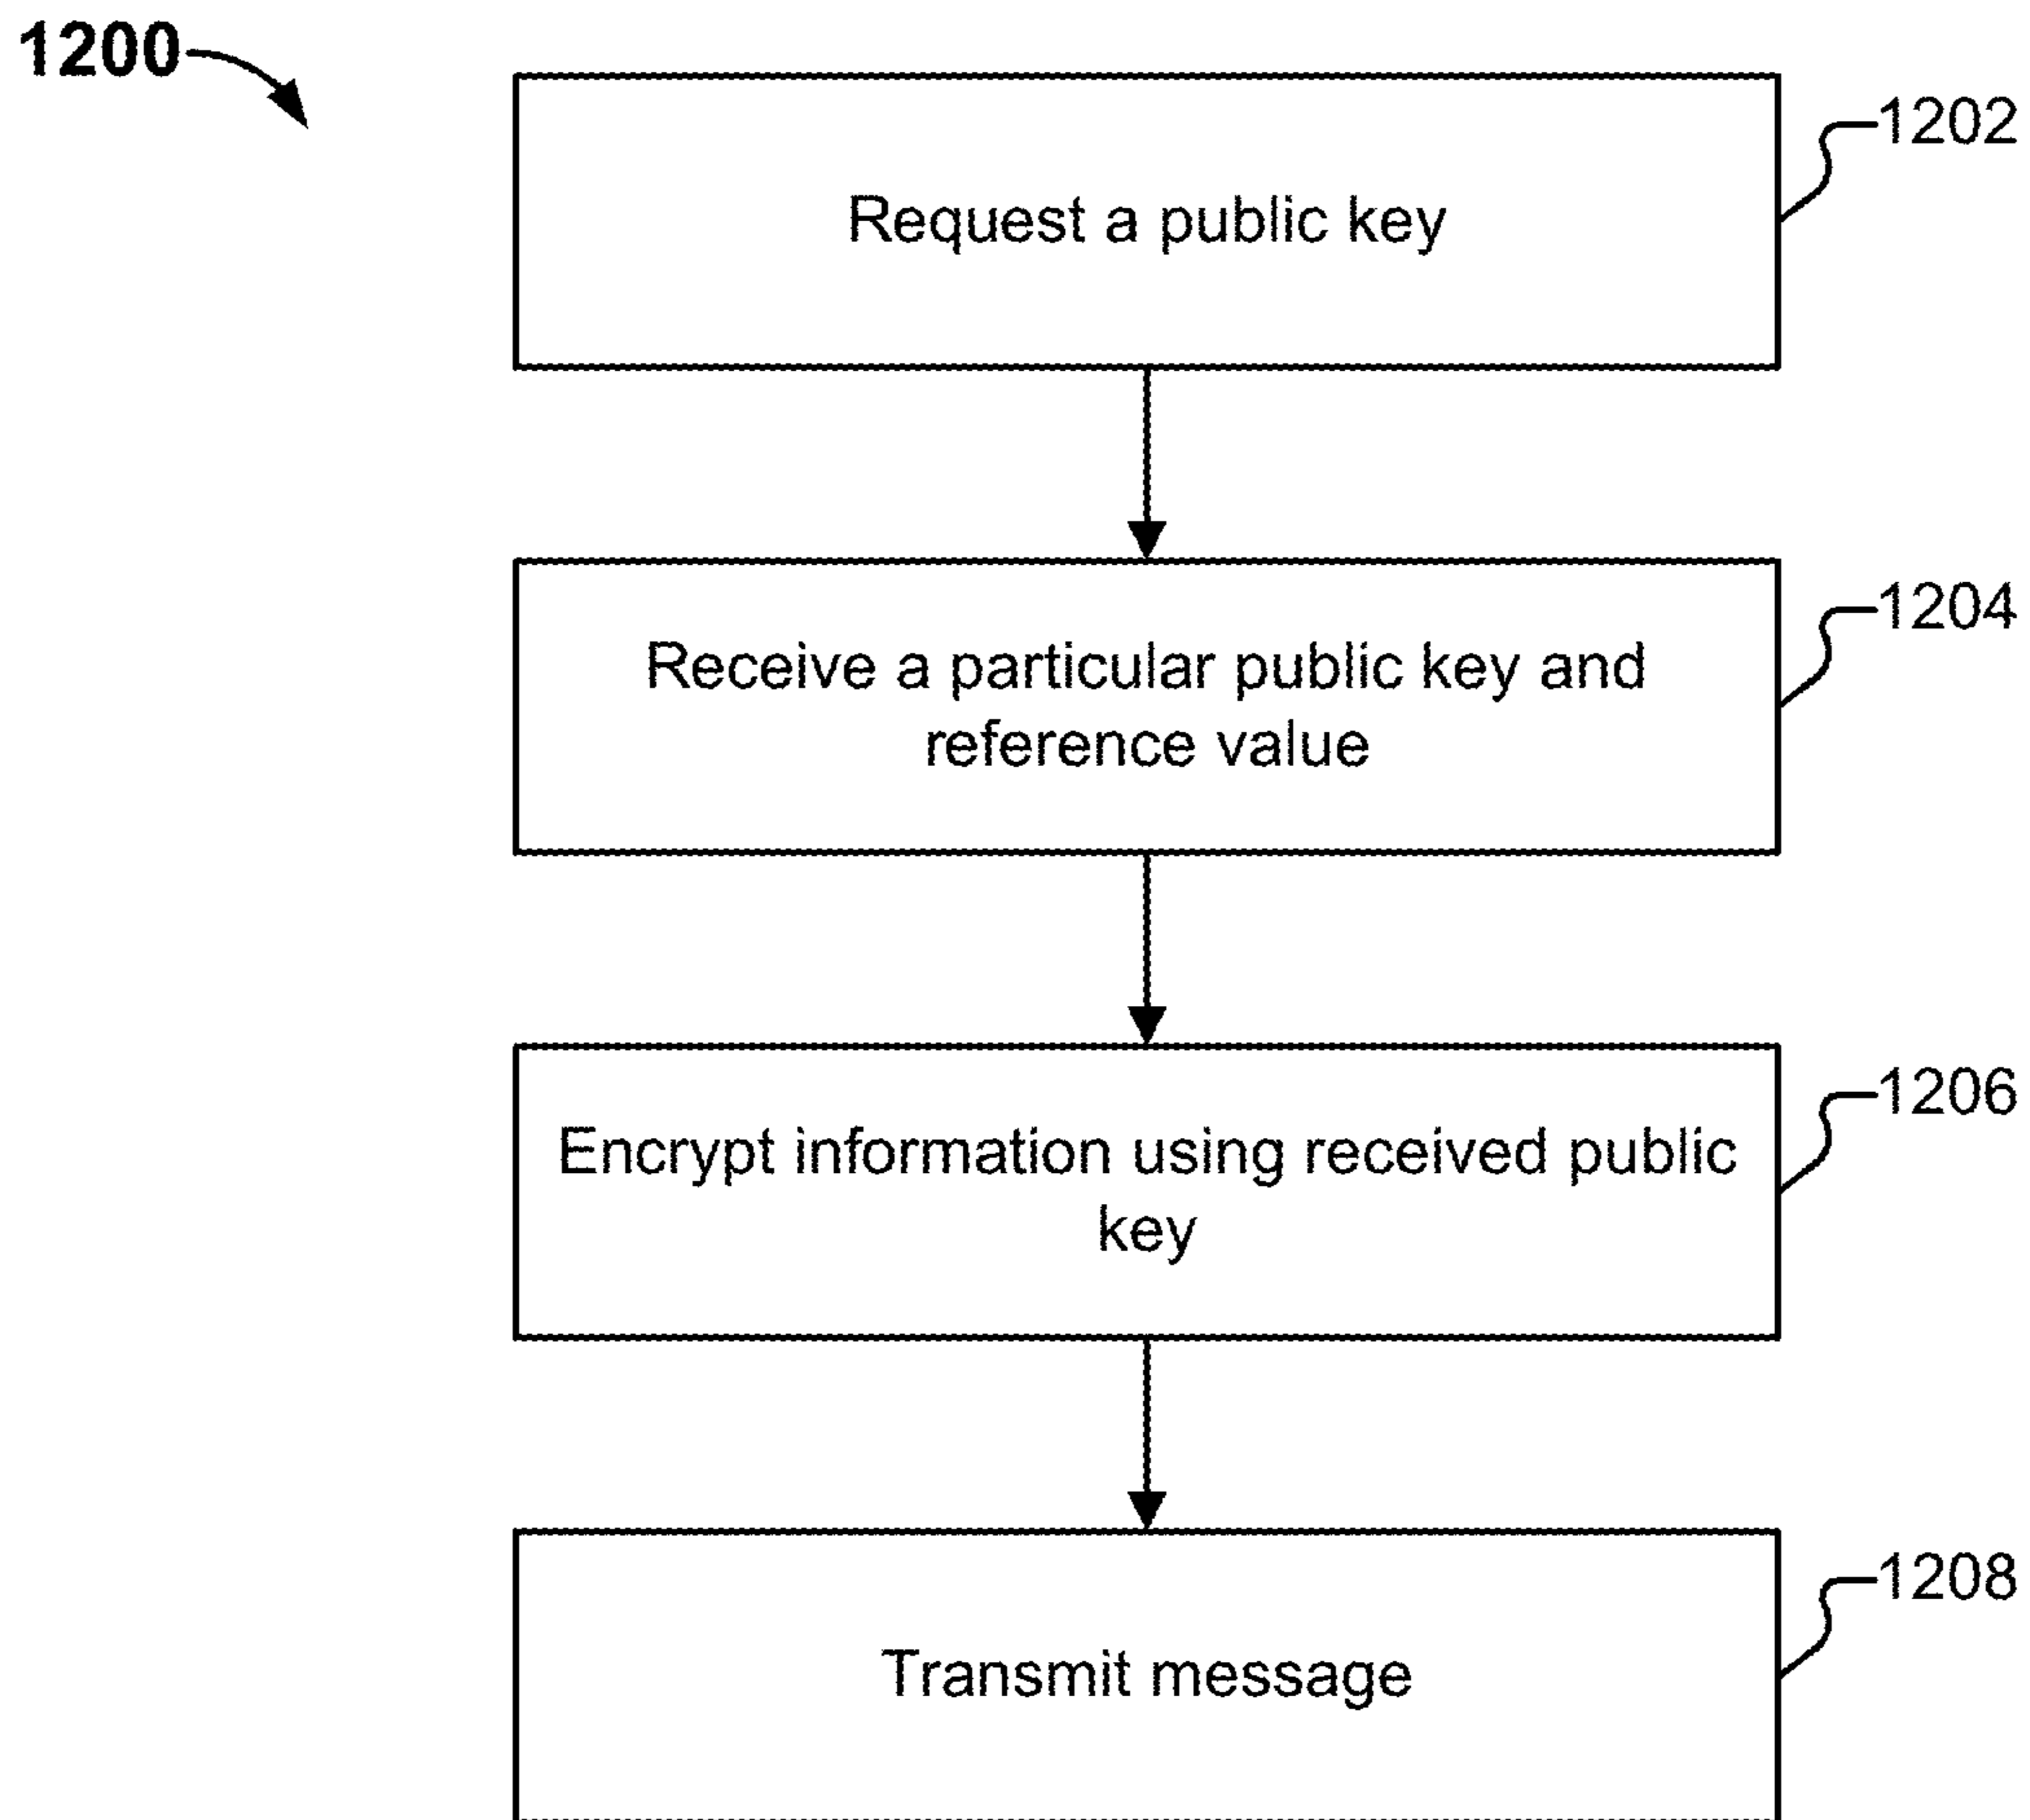 1200
1202
Request a public key
1204
Receive a particular public key and
reference value
1206
Encrypt information using received public
key
1208
Transmit message